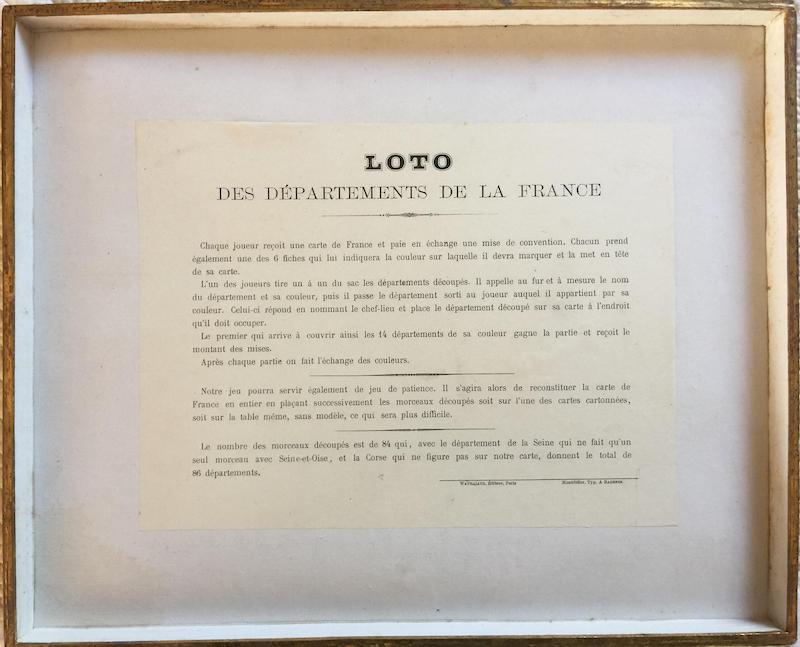 LOTO
DES DÉPARTEMENTS DE LA FRANCE
Chaque joueur reçoit une carte de France et paie en échange une mise de convention. Chacun prend
également une des 6 fiches qui lui indiquera la couleur sur laquelle il devra marquer et la met en tête
de sa carte.
L'un des joueurs tire un à un du sac les départements découpés. Il appelle au fur et à mesure le nom
du département et sa couleur, puis il passe le département sorti au joueur auquel il appartient par sa
couleur. Celui-ci répond en nommant le chef-lieu et place le département découpé sur sa carte à l'endroit
qu'il doit occuper.
Le premier qui arrive à couvrir ainsi les 14 départements de sa couleur gagne la partie et reçoit le
montant des mises.
Après chaque partie on fait l'échange des couleurs.
Notre jeu pourra servir également de jeu de patience. Il s'agira alors de reconstituer la carte de
France en entier en plaçant successivement les morceaux découpés soit sur l'une des cartes cartonnées,
soit sur la table même, sans modèle, ce qui sera plus difficile.
Le nombre des morceaux découpés est de 84 qui, avec le département de la Seine qui ne fait qu'un
seul morceau avec Seine-et-Oise, et la Corse qui ne figure pas sur notre carte, donnent le total de
86 départements.
Éditeur, Paris Montbéliar. Typ. A